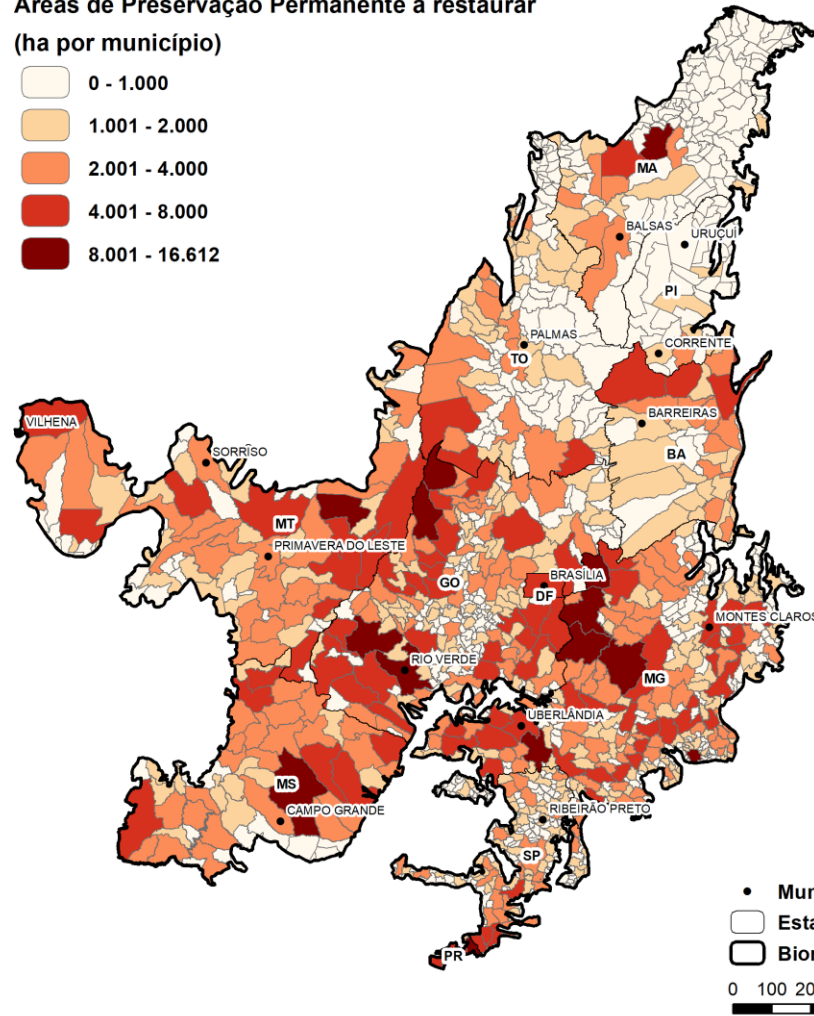 Áreas de Preservação Permanente a restaurar
(ha por município)
0 - 1.000
1.001 - 2.000
2.001 - 4.000
4.001 - 8.000
8.001 - 16.612
MA
BALSAS
URUÇUÍ
PI
PALMAS
TO
CORRENTE
BARREIRAS
BA
VILHENA
SORRISO
MT
PRIMAVERA DO LESTE
GO
BRASÍLIA
DF
MONTES CLAROS
RIO VERDE
MG
UBERLÂNDIA
MS
CAMPO GRANDE
RIBEIRÃO PRETO
SP
PR
Mun
Esta
Bior
0 100 20